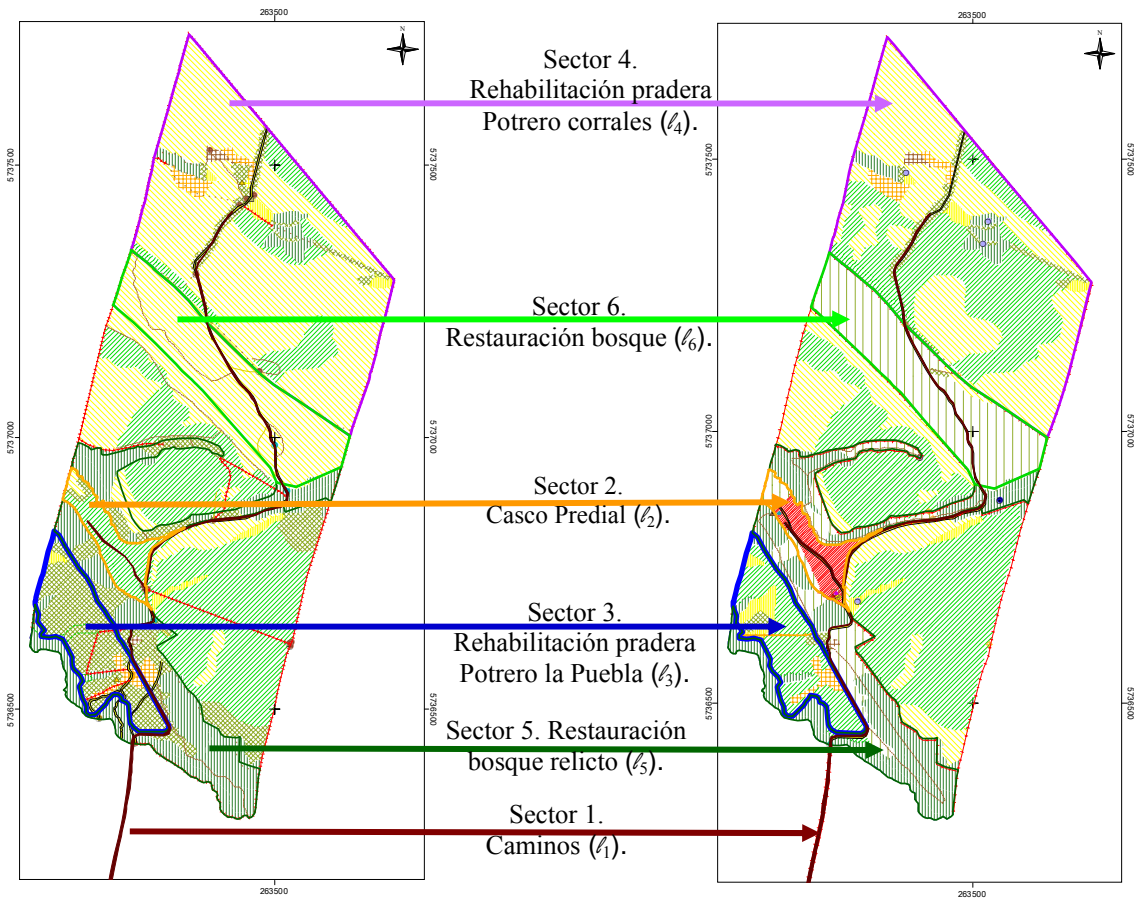 263500
263500
N
N
Sector 4.
Rehabilitación pradera
Potrero corrales (ℓ4).
5737500
5737500
5737500
5737500
Sector 6.
Restauración bosque (ℓ6).
5737000
5737000
5737000
5737000
Sector 2.
Casco Predial (ℓ2).
Sector 3.
Rehabilitación pradera
Potrero la Puebla (ℓ3).
5736500
5736500
5736500
5736500
Sector 5. Restauración
bosque relicto (ℓ5).
Sector 1.
Caminos (ℓ1).
263500
263500